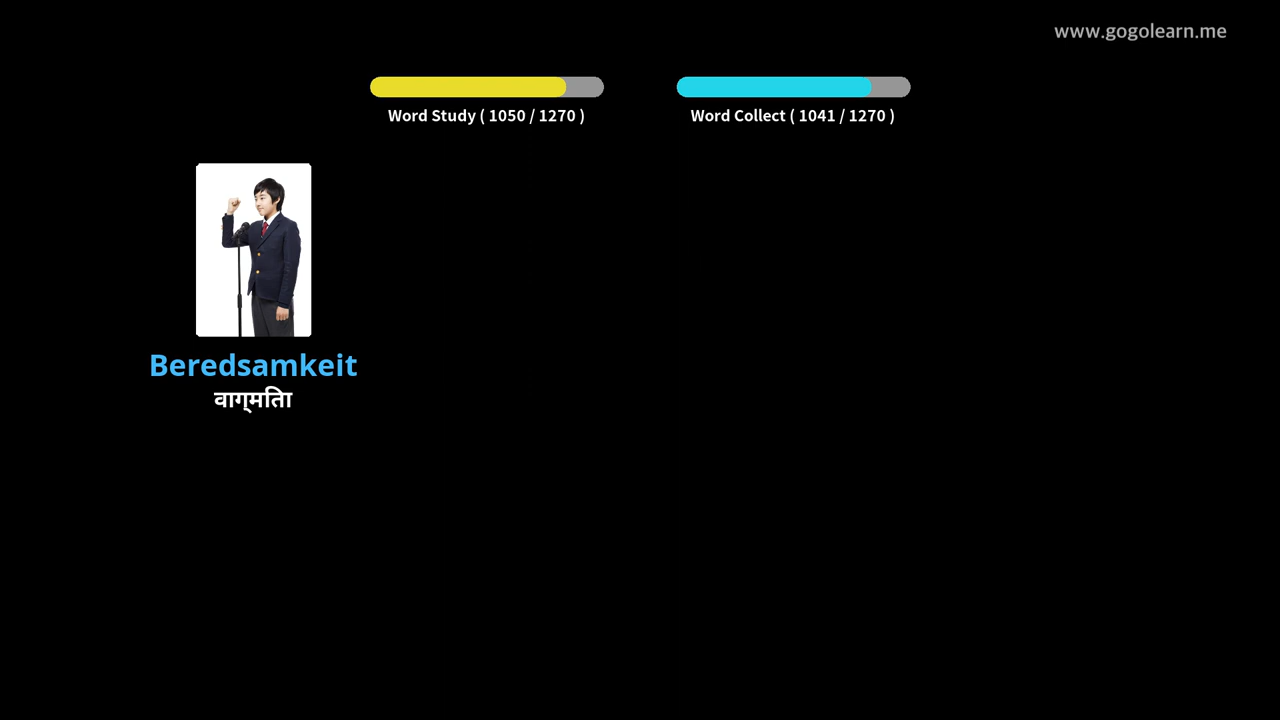 www.gogolearn.me
Word Study ( 1050 / 1270 )
Word Collect ( 1041 / 1270 )
Beredsamkeit
वाग्मिता